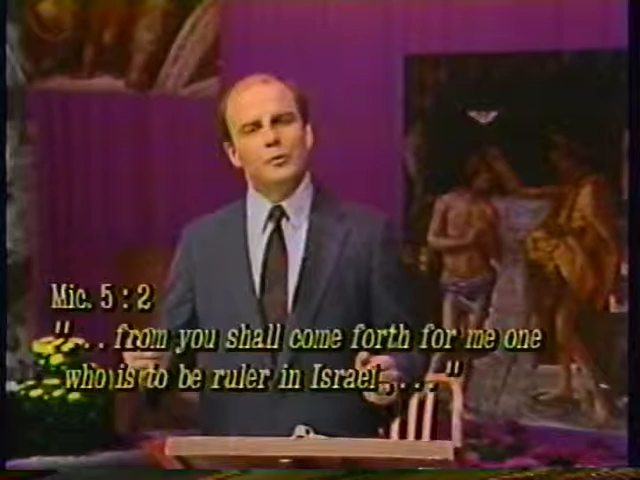 Mic. 5 : 2
". . from you shall come forth for me one
who is to be ruler in Israel, . . . "